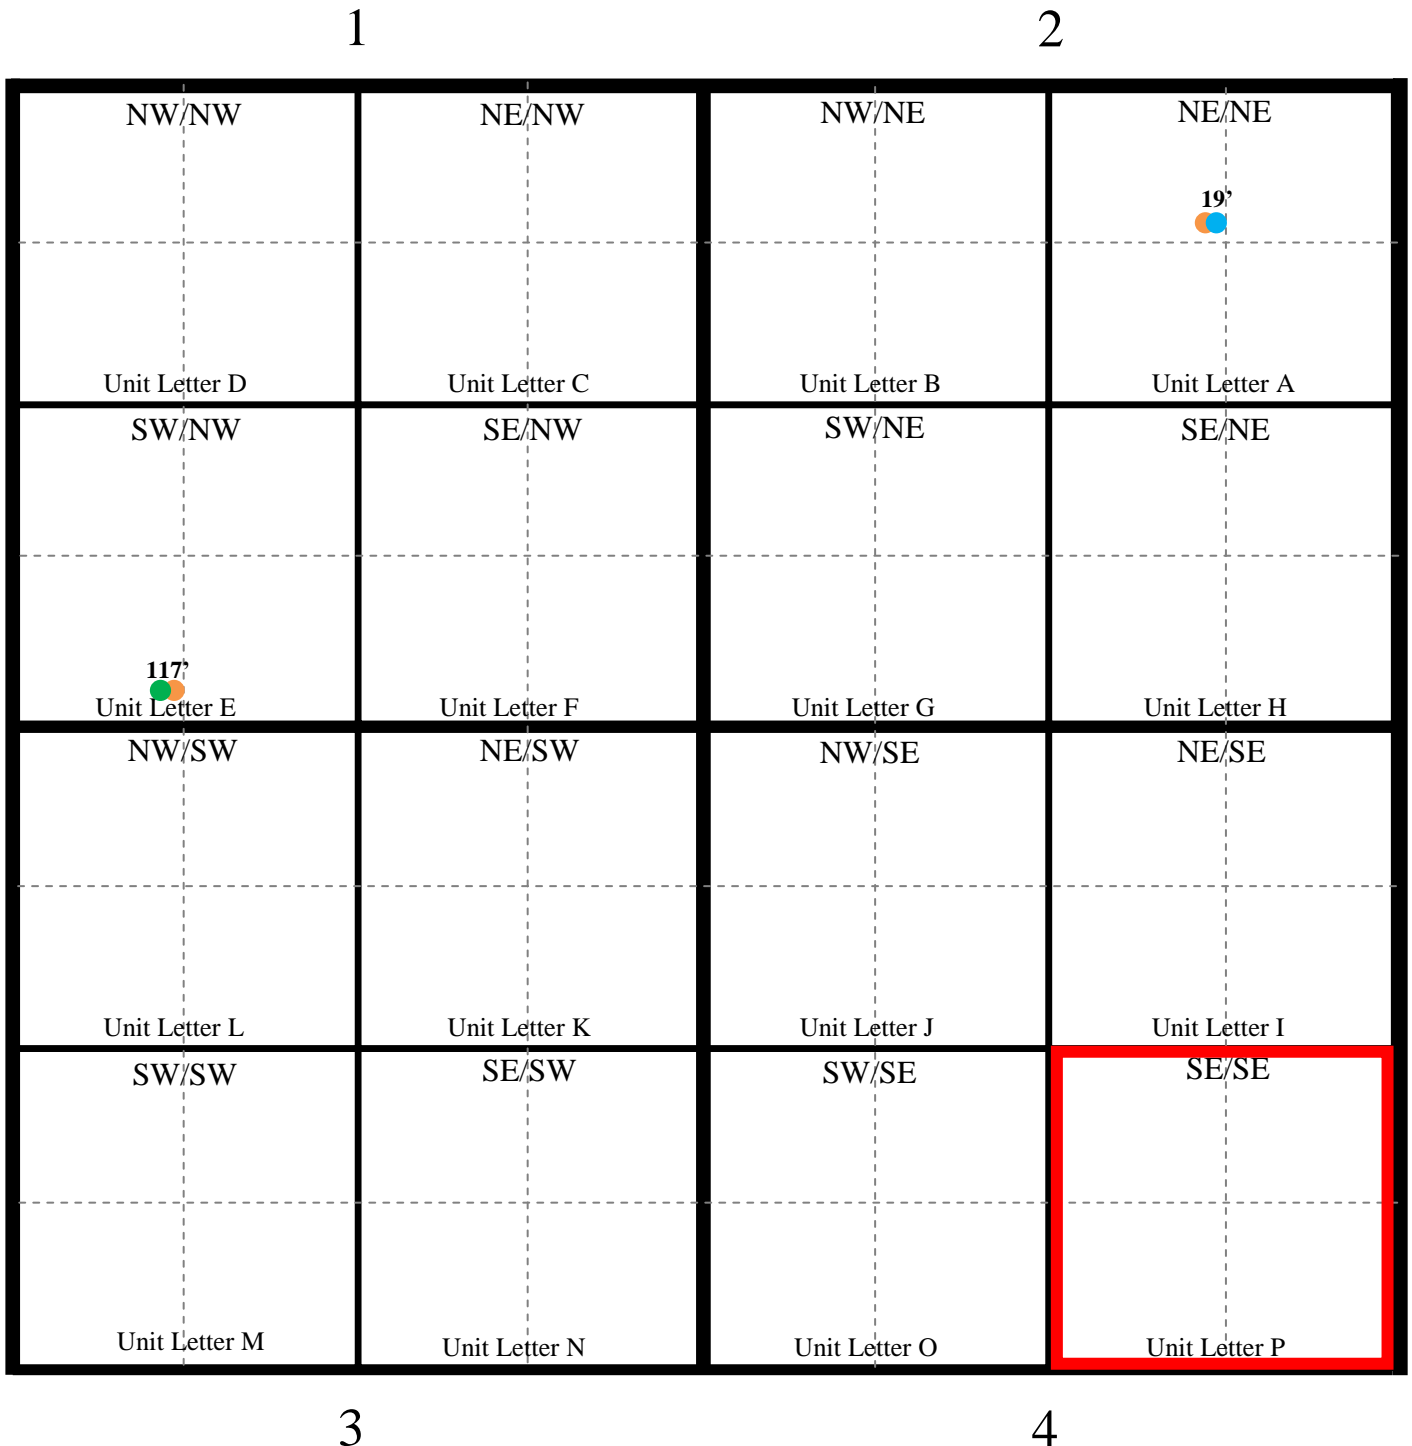 1
2
NW/NW
NE/NW
NW/NE
NE/NE
19’
Unit Letter D
Unit Letter C
Unit Letter B
Unit Letter A
SW/NW
SE/NW
SW/NE
SE/NE
117’
Unit Letter E
Unit Letter F
Unit Letter G
Unit Letter H
NW/SW
NE/SW
NW/SE
NE/SE
Unit Letter L
Unit Letter K
Unit Letter J
Unit Letter I
SW/SW
SE/SW
SW/SE
SE/SE
Unit Letter M
Unit Letter N
Unit Letter O
Unit Letter P
3
4